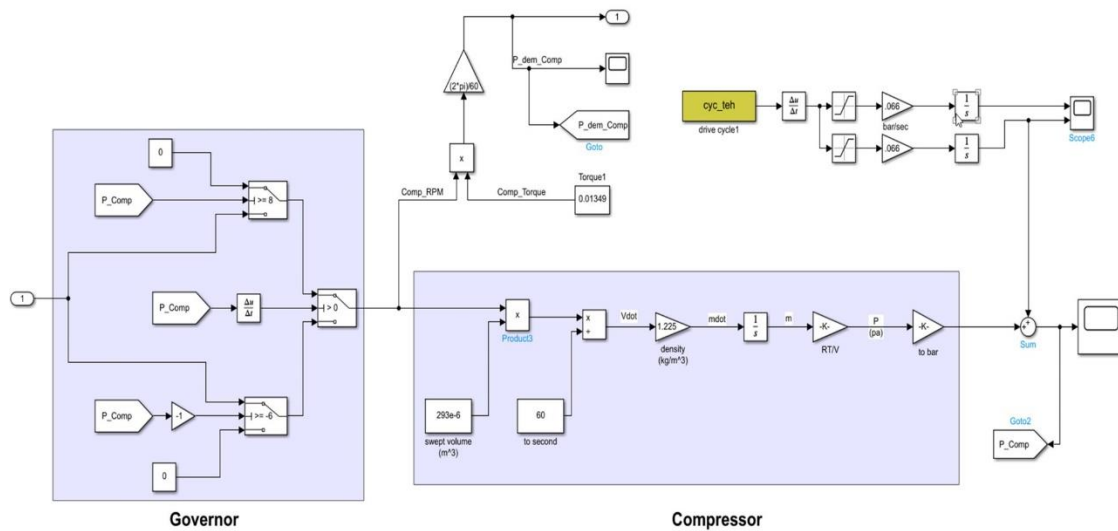 1
P_dem_Comp
(2*pi)/60
P_dem_Comp
Goto
cyc_teh
drive cycle1
Δu
Δt
.066
bar/sec
1
s
.066
1
s
Scope6
0
P_Comp
>= 8
x
Comp_RPM
Comp_Torque
Torque1
0.01349
1
P_Comp
Δu
Δt
> 0
P_Comp
-1
>= -6
0
x
Product3
x
÷
Vdot
1.225
density
(kg/m^3)
mdot
1
s
m
-K-
RT/V
P
(pa)
-K-
to bar
++
Sum
293e-6
swept volume
(m^3)
60
to second
Goto2
P_Comp
Governor
Compressor